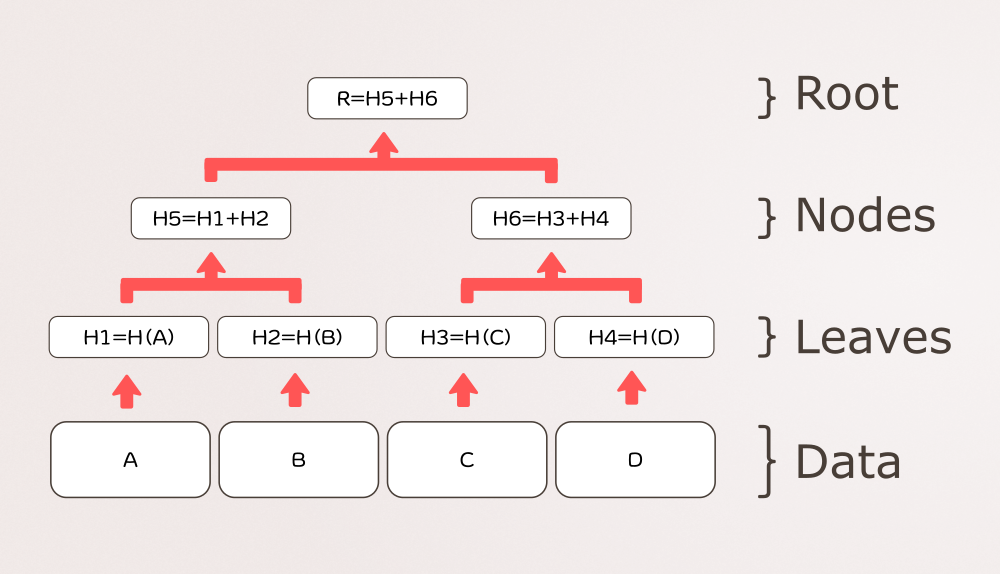 R=H5+H6
} Root
H5=H1+H2
H6=H3+H4
} Nodes
H1=H(A)
H2=H(B)
H3=H(C)
H4=H(D)
} Leaves
A
B
C
D
} Data